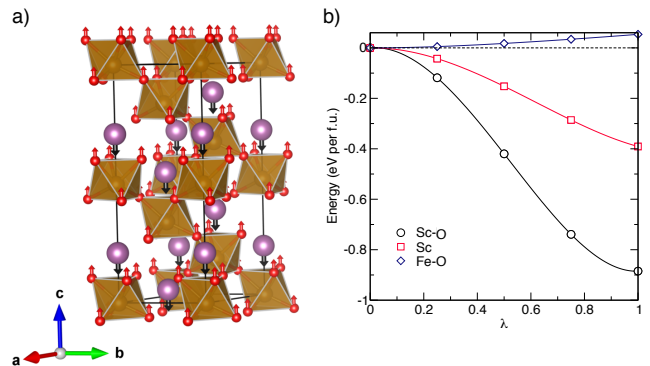 a)
b)
c
a
b
Energy (eV per f.u.)
0
-0.2
-0.4
-0.6
-0.8
-1
Sc-O
Sc
Fe-O
0
0.2
0.4
0.6
0.8
1
λ